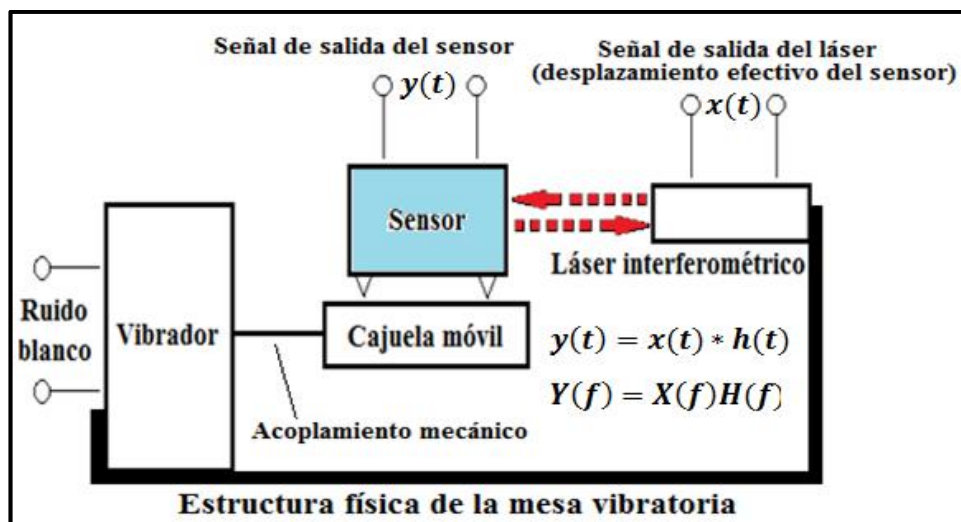 Señal de salida del sensor
y(t)
Señal de salida del láser
(desplazamiento efectivo del sensor)
x(t)
Sensor
Láser interferométrico
Ruido
blanco
Vibrador
Cajuela móvil
y(t) = x(t) * h(t)
Y(f) = X(f)H(f)
Acoplamiento mecánico
Estructura física de la mesa vibratoria